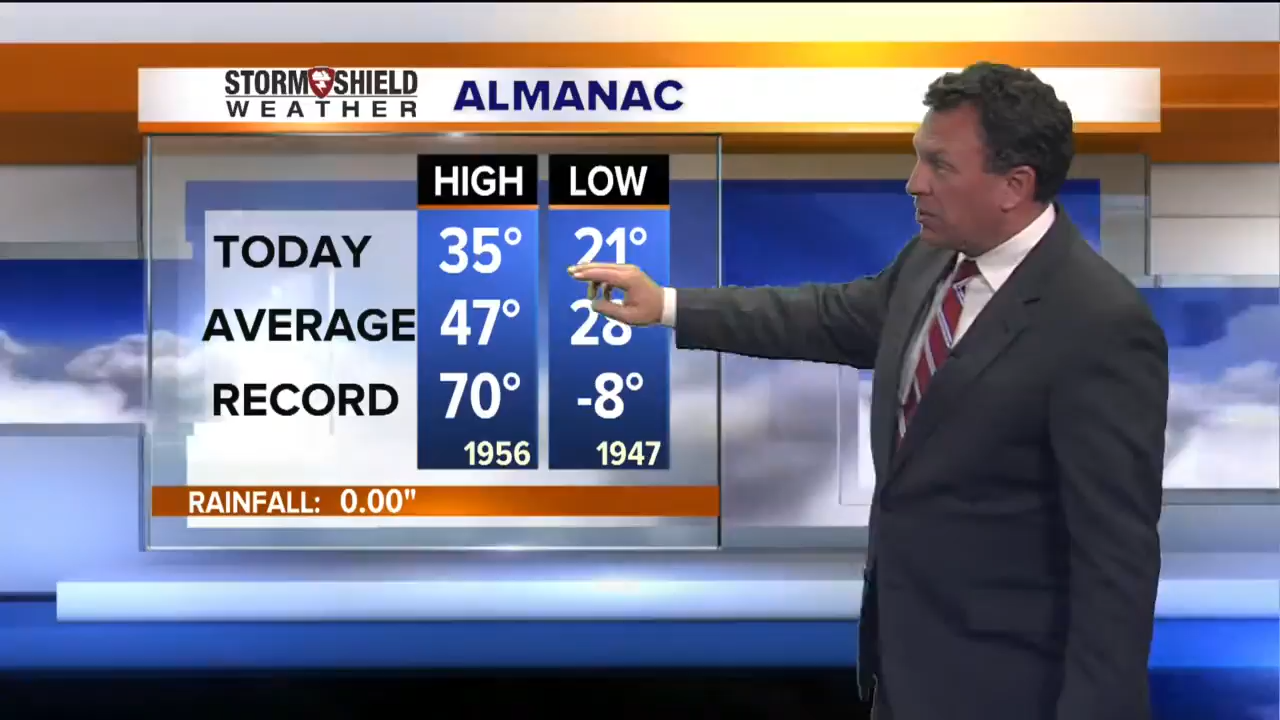 STORM SHIELD
WEATHER
ALMANAC
HIGH LOW
TODAY 35° 21°
AVERAGE 47° 28°
RECORD 70° -8°
1956 1947
RAINFALL: 0.00"